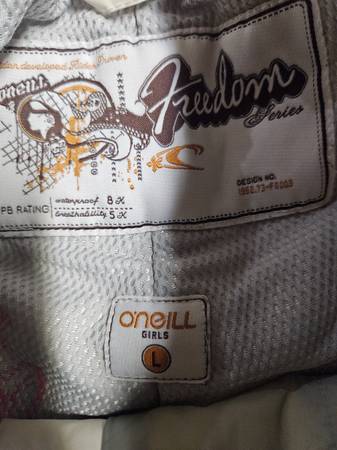 Rider developed Rider Driven
oneill
Freedom
Series
DESIGN NO.
PB RATING
waterproof 8K
breathability 5K
O'NEILL
GIRLS
L